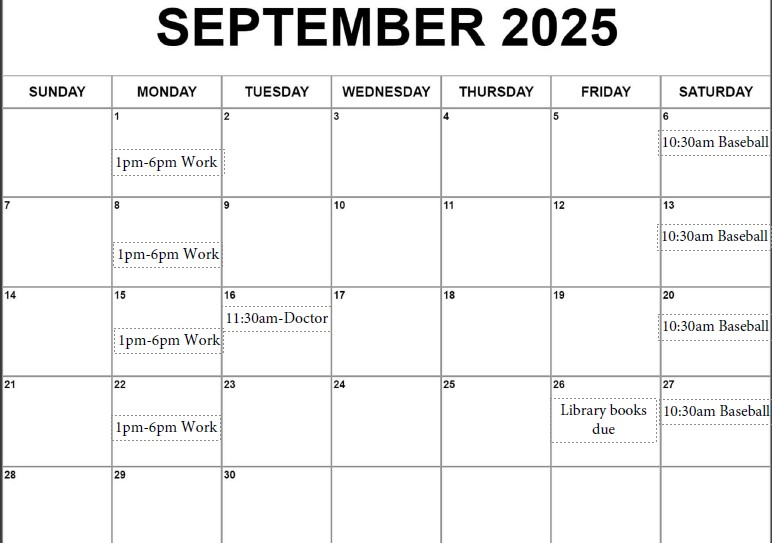 SEPTEMBER 2025
SUNDAY MONDAY TUESDAY WEDNESDAY THURSDAY FRIDAY SATURDAY
1 2 3 4 5 6
10:30am Baseball
1pm-6pm Work
7 8 9 10 11 12 13
10:30am Baseball
1pm-6pm Work
14 15 16 17 18 19 20
11:30am-Doctor
10:30am Baseball
1pm-6pm Work
21 22 23 24 25 26 27
Library books 10:30am Baseball
due
1pm-6pm Work
28 29 30